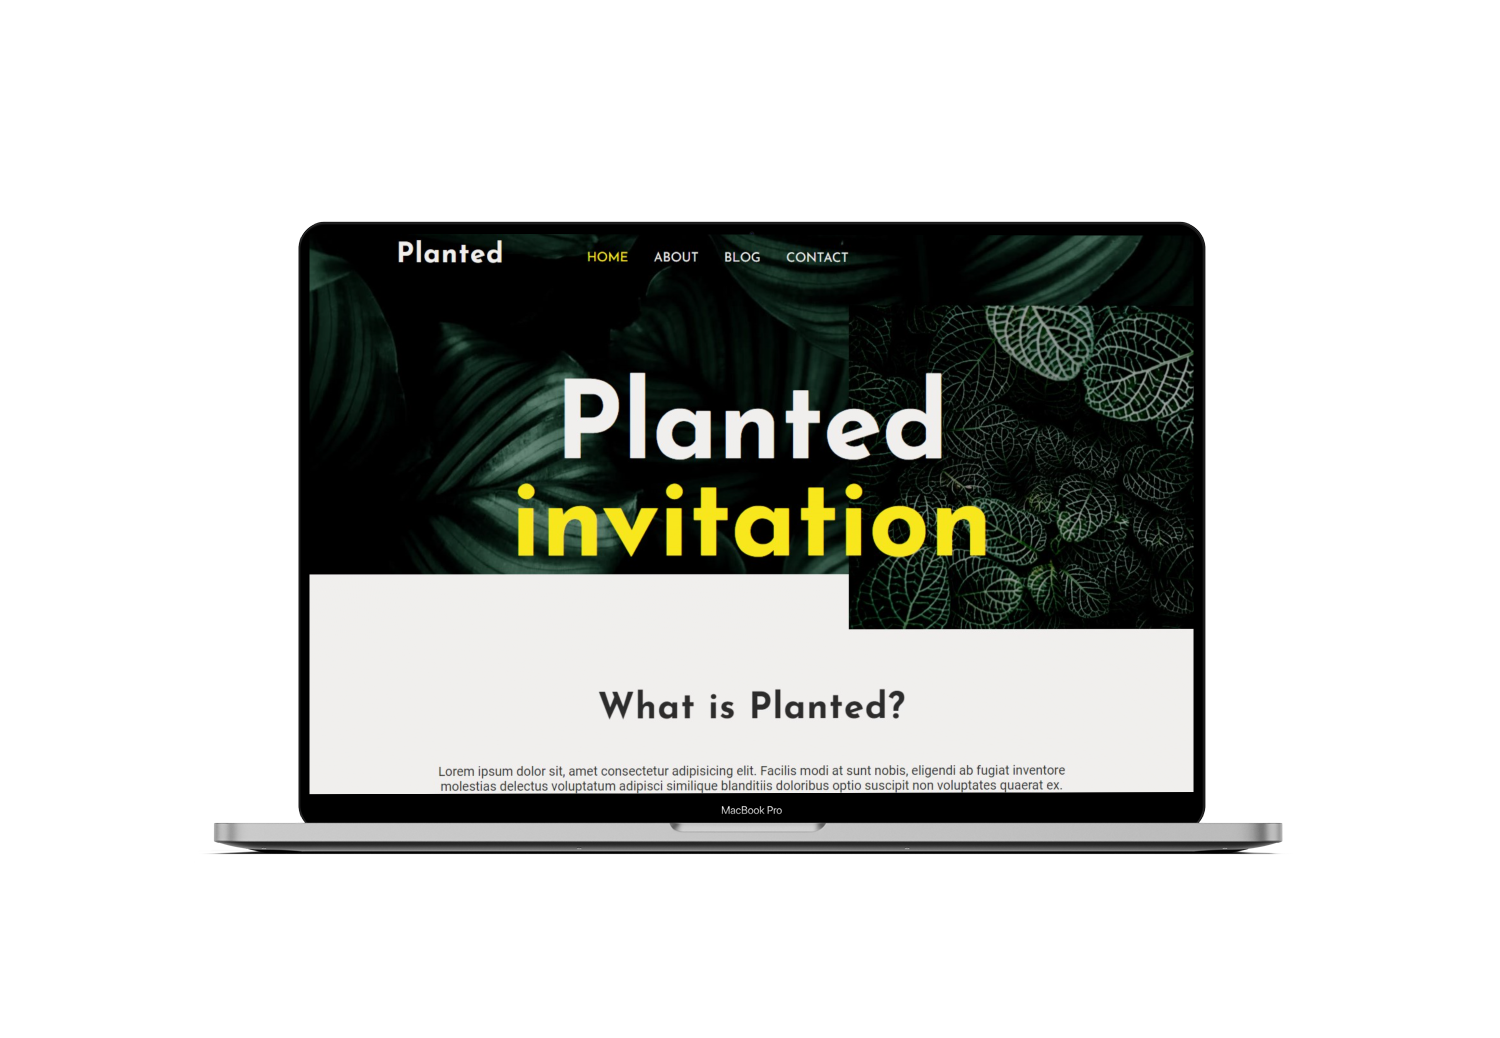 Planted
HOME ABOUT BLOG CONTACT
Planted
invitation
What is Planted?
Lorem ipsum dolor sit, amet consectetur adipisicing elit. Facilis modi at sunt nobis, eligendi ab fugiat inventore
molestias delectus voluptatum adipisci similique blanditiis doloribus optio suscipit non voluptates quaerat ex.
MacBook Pro